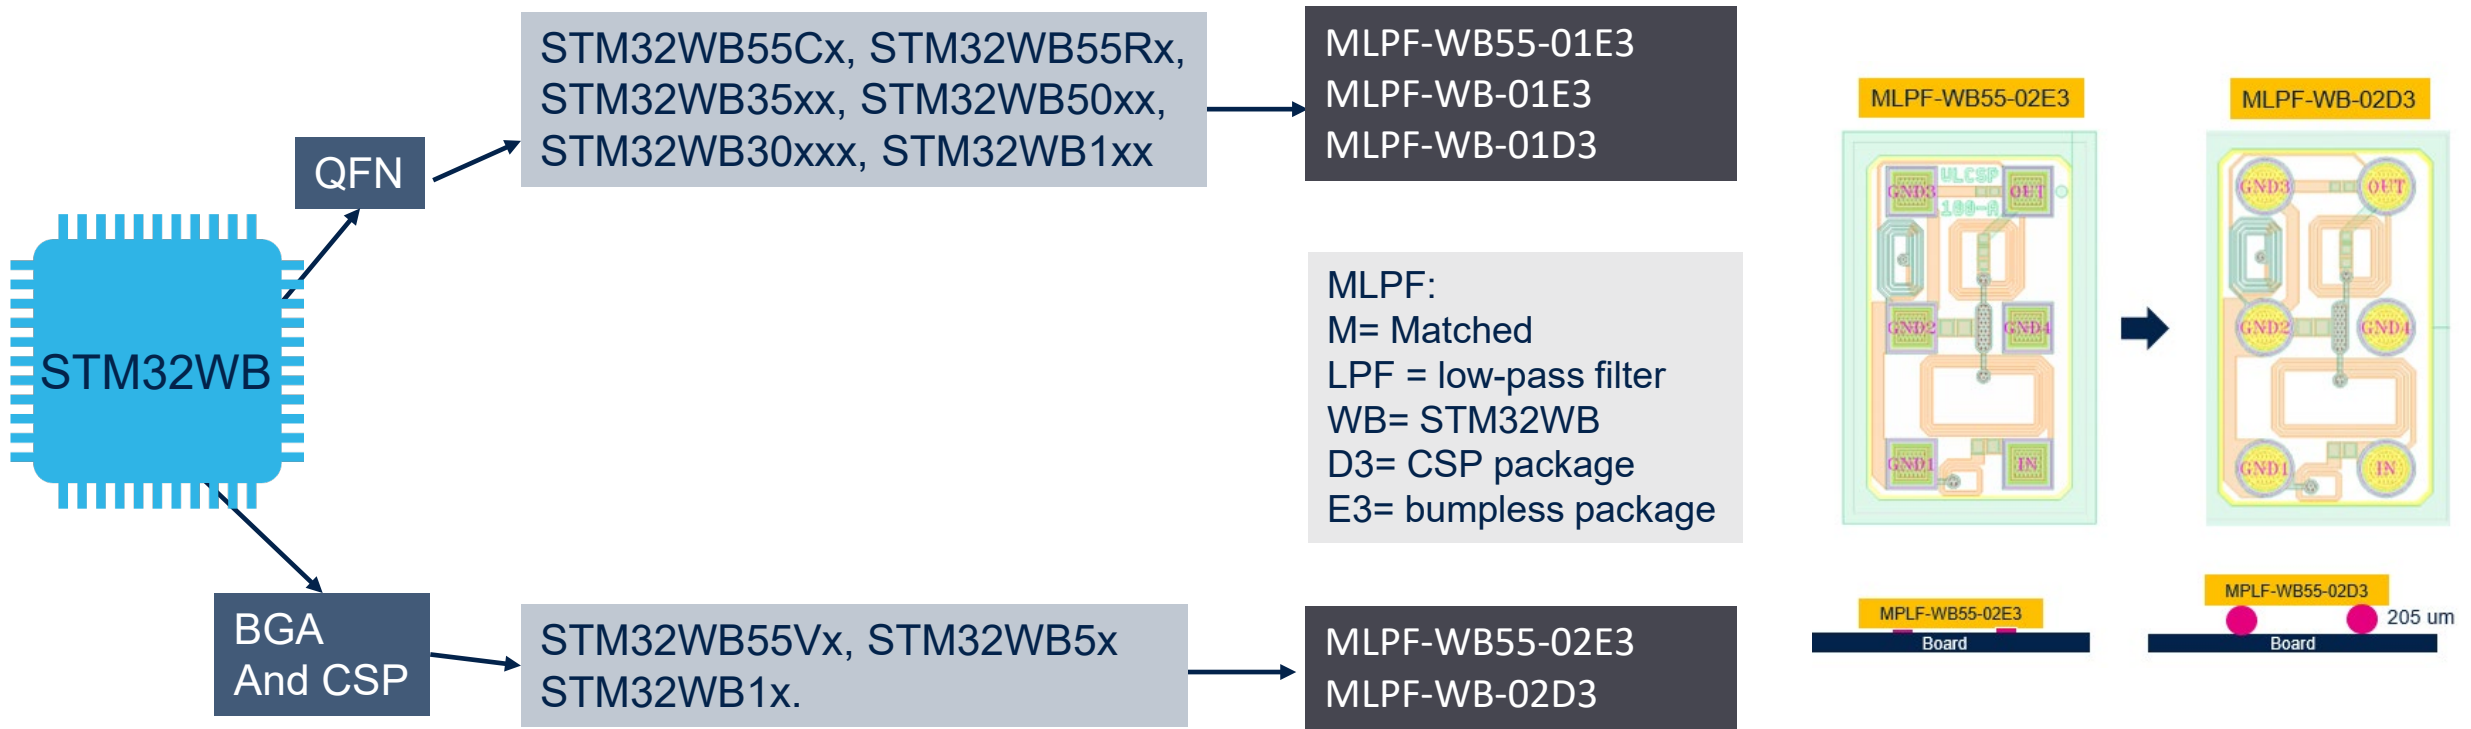 STM32WB
QFN
STM32WB55Cx, STM32WB55Rx,
STM32WB35xx, STM32WB50xx,
STM32WB30xxx, STM32WB1xx
MLPF-WB55-01E3
MLPF-WB-01E3
MLPF-WB-01D3
MLPF:
M= Matched
LPF = low-pass filter
WB= STM32WB
D3= CSP package
E3= bumpless package
BGA
And CSP
STM32WB55Vx, STM32WB5x
STM32WB1x.
MLPF-WB55-02E3
MLPF-WB-02D3
MLPF-WB55-02E3
ULCSP
GND3 OUT
100-A
GND2 GND4
GND1 IN
MLPF-WB-02D3
GND3 OUT
GND2 GND4
GND1 IN
MPLF-WB55-02E3
Board
MPLF-WB55-02D3
205 um
Board